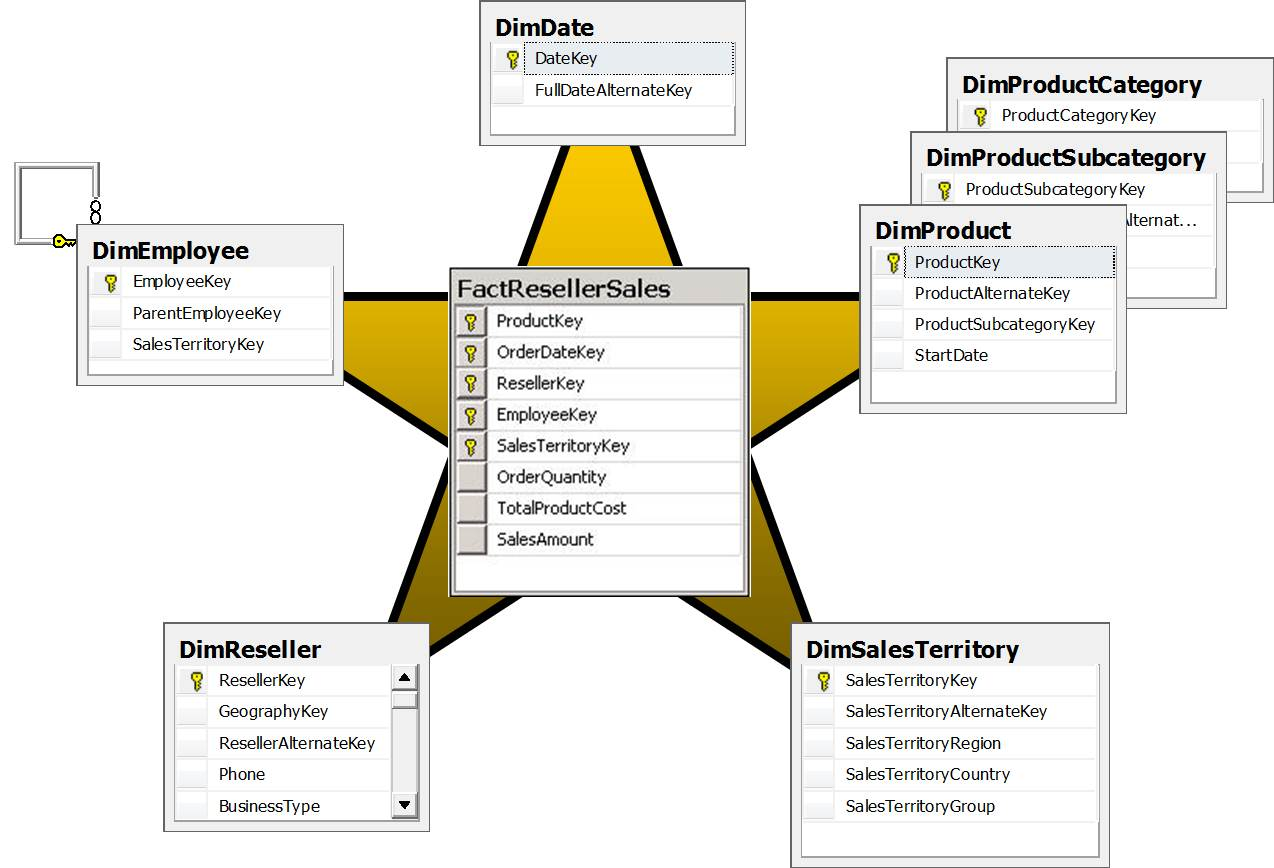 DimDate
DateKey
FullDateAlternateKey
DimProductCategory
ProductCategoryKey
DimProductSubcategory
ProductSubcategoryKey
DimProduct
ProductKey
ProductAlternateKey
ProductSubcategoryKey
StartDate
DimEmployee
EmployeeKey
ParentEmployeeKey
SalesTerritoryKey
FactResellerSales
ProductKey
OrderDateKey
ResellerKey
EmployeeKey
SalesTerritoryKey
OrderQuantity
TotalProductCost
SalesAmount
DimReseller
ResellerKey
GeographyKey
ResellerAlternateKey
Phone
BusinessType
DimSalesTerritory
SalesTerritoryKey
SalesTerritoryAlternateKey
SalesTerritoryRegion
SalesTerritoryCountry
SalesTerritoryGroup